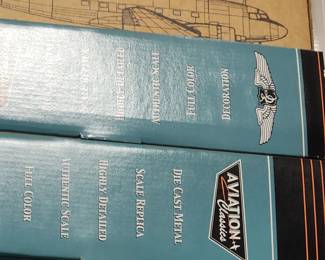 HIGHLY DETAILED
AUTHENTIC SCALE
FULL COLOR
DECORATION
AVIATION
Classics
DIE CAST METAL
SCALE REPLICA
HIGHLY DETAILED
AUTHENTIC SCALE
FULL COLOR